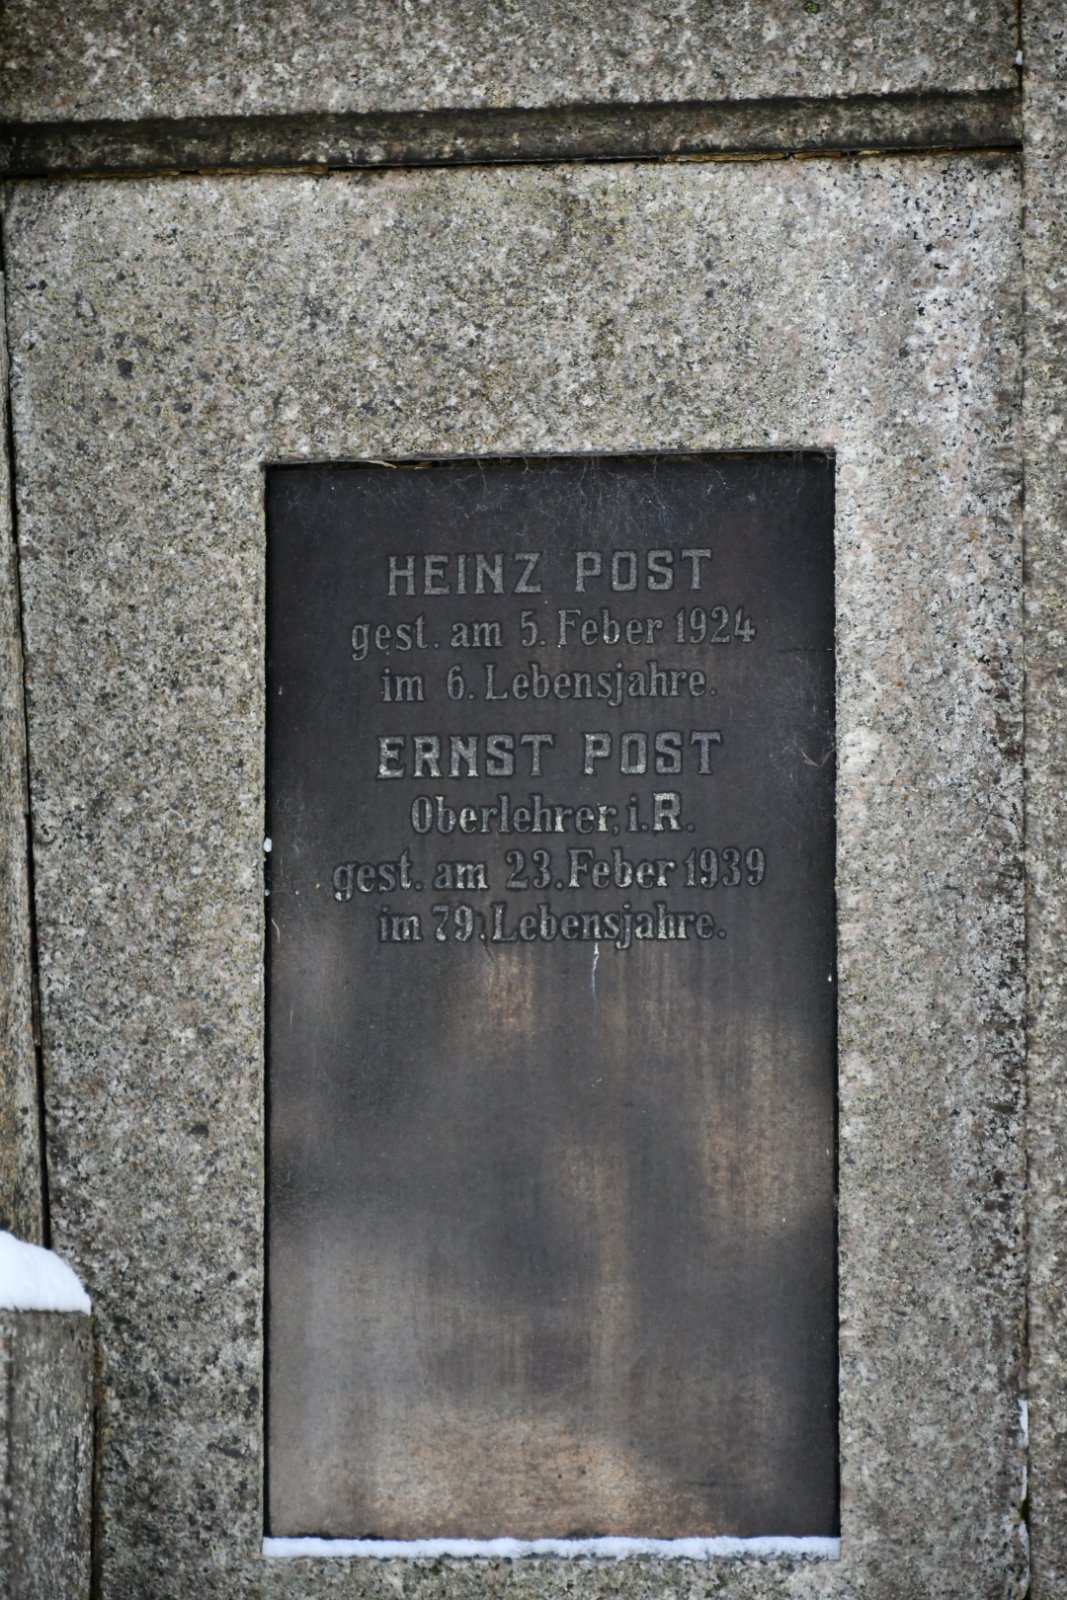 HEINZ POST
gest. am 5. Feber 1924
im 6. Lebensjahre.
ERNST POST
Oberlehrer, i. R.
gest. am 23. Feber 1939
im 79. Lebensjahre.